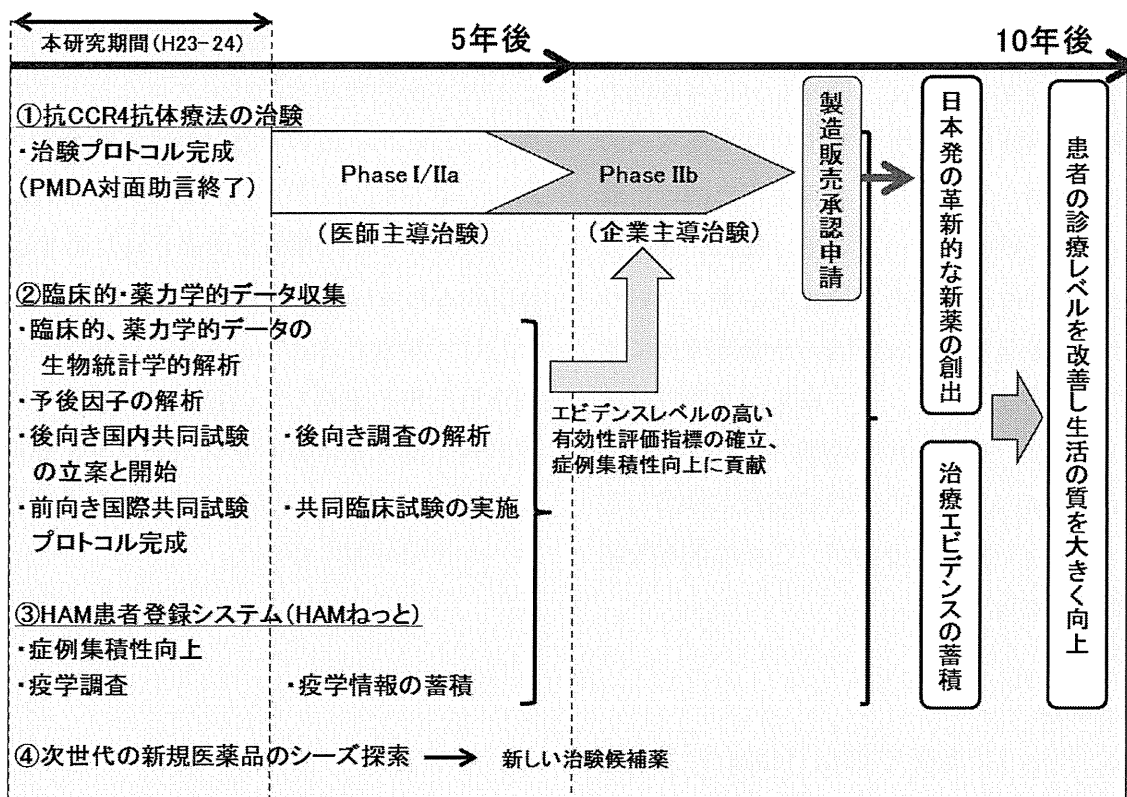 本研究期間(H23-24)
5年後
10年後
①抗CCR4抗体療法の治験
・治験プロトコル完成
(PMDA対面助言終了)
Phase I/IIa
(医師主導治験)
Phase IIb
(企業主導治験)
製造販売承認申請
②臨床的・薬力学的データ収集
・臨床的、薬力学的データの
生物統計学的解析
・予後因子の解析
・後向き国内共同試験
の立案と開始
・前向き国際共同試験
プロトコル完成
・後向き調査の解析
・共同臨床試験の実施
エビデンスレベルの高い
有効性評価指標の確立、
症例集積性向上に貢献
③HAM患者登録システム(HAMねっと)
・症例集積性向上
・疫学調査
・疫学情報の蓄積
④次世代の新規医薬品のシーズ探索
新しい治験候補薬
日本発の革新的な新薬の創出
治療エビデンスの蓄積
患者の診療レベルを改善し生活の質を大きく向上